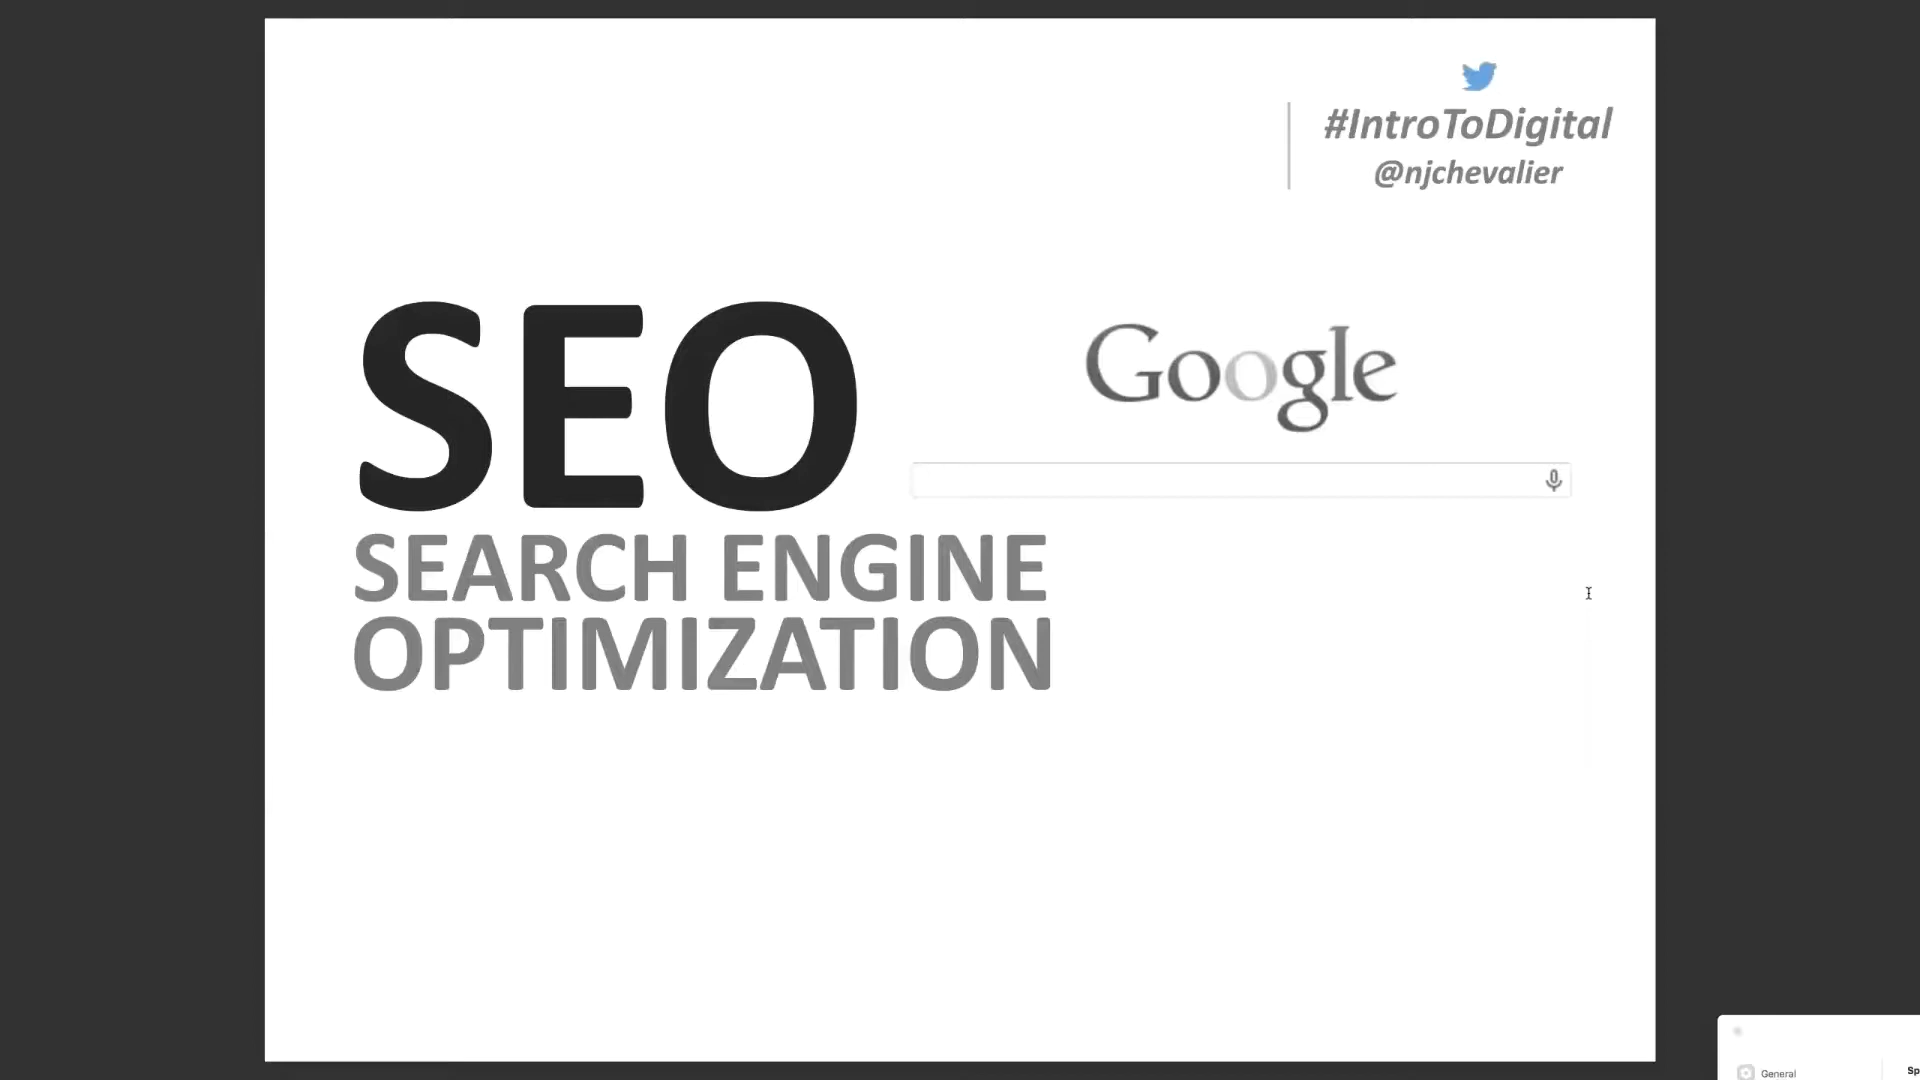 #IntroToDigital
@njchevalier
SEO
Google
SEARCH ENGINE
OPTIMIZATION
General